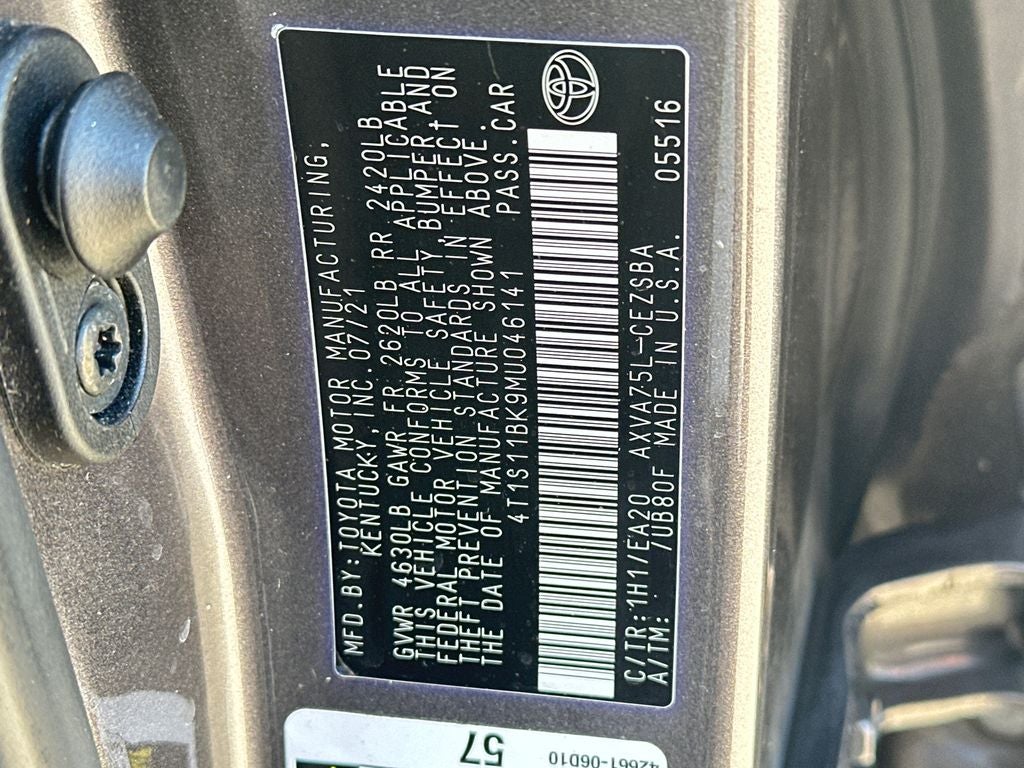 MFD.BY:TOYOTA MOTOR MANUFACTURING,
KENTUCKY, INC. 07/21
GVWR 4630LB GAWR FR 2620LB RR 2420LB
THIS VEHICLE CONFORMS TO ALL APPLICABLE
FEDERAL MOTOR VEHICLE SAFETY, BUMPER AND
THEFT PREVENTION STANDARDS IN EFFECT ON
THE DATE OF MANUFACTURE SHOWN ABOVE.
4T1S11BK9MU046141 PASS.CAR
C/TR:1H1/EA20 AXVA75L-CEZSBA 05516
A/TM: /UB80F MADE IN U.S.A.
57
42661-06D10